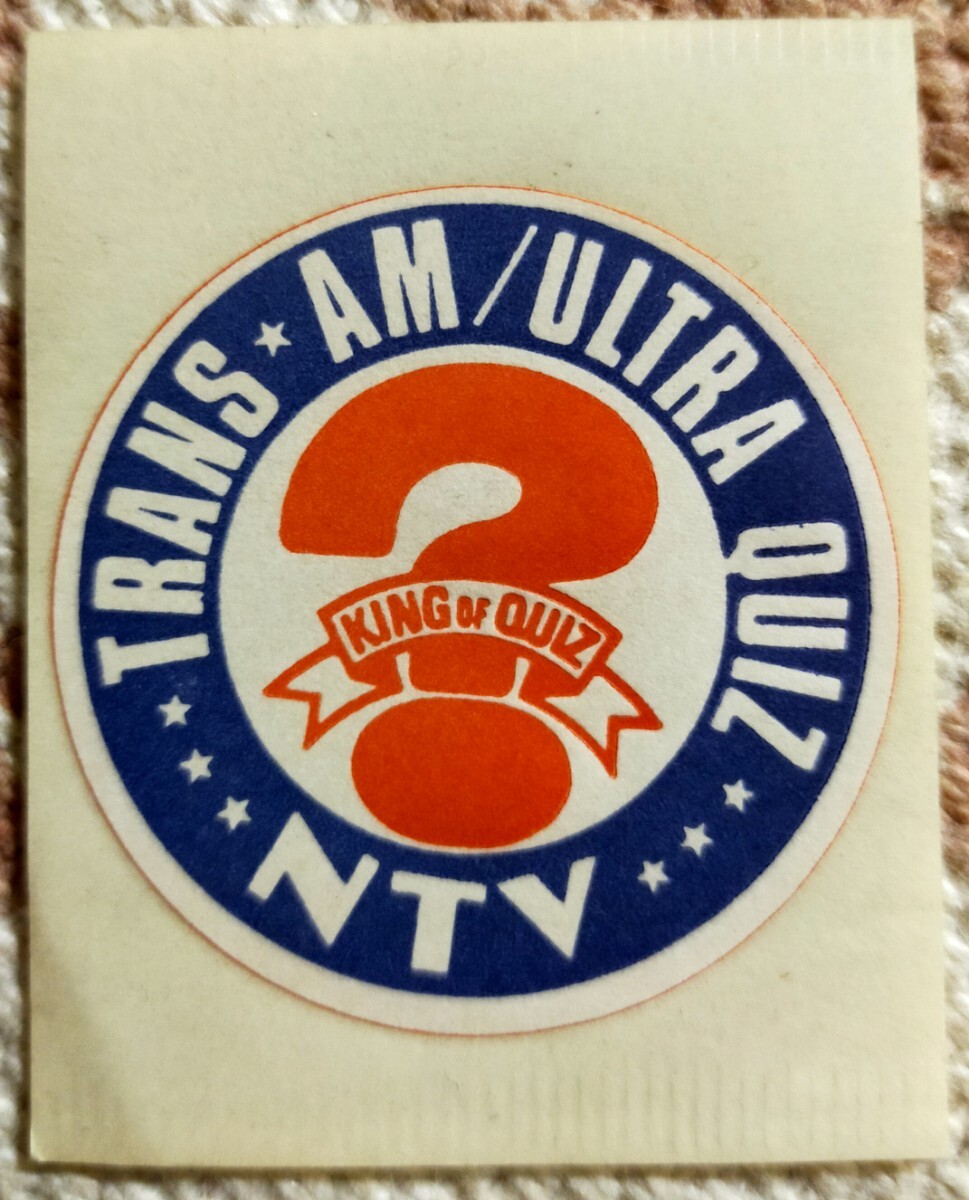 TRANS★AM/ULTRA QUIZ
?
KING OF QUIZ
★★★ NTV ★★★